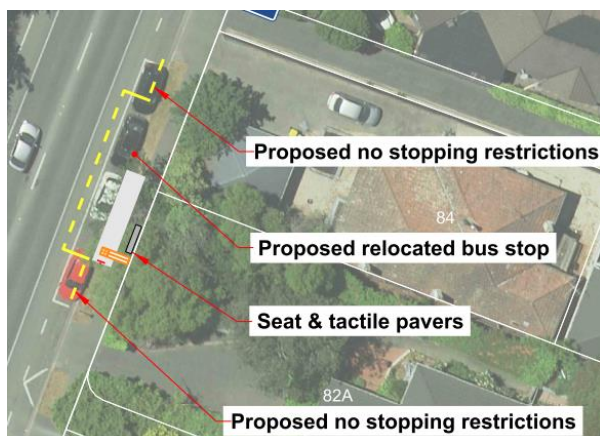 Proposed no stopping restrictions
84
Proposed relocated bus stop
Seat & tactile pavers
82A
Proposed no stopping restrictions